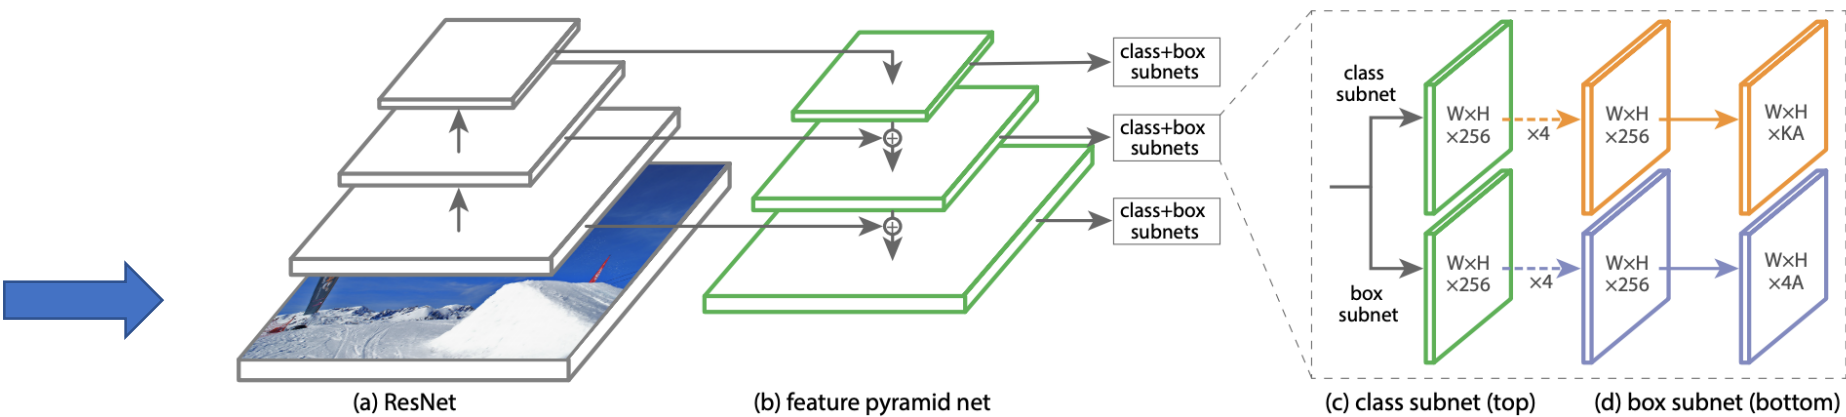 class+box
subnets
class+box
subnets
class+box
subnets
class
subnet
W×H
×256
×4
W×H
×256
W×H
×KA
box
subnet
W×H
×256
×4
W×H
×256
W×H
×4A
(a) ResNet
(b) feature pyramid net
(c) class subnet (top)
(d) box subnet (bottom)